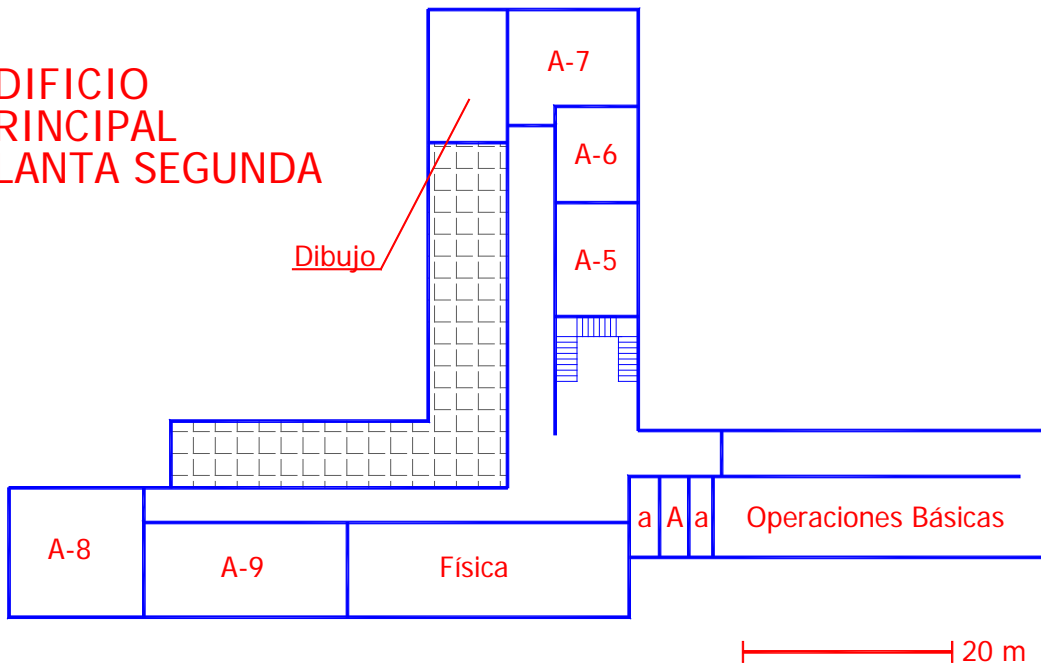 DIFICIO
RINCIPAL
LANTA SEGUNDA
A-7
A-6
Dibujo
A-5
A-8
A-9
Física
a
A
a
Operaciones Básicas
20 m